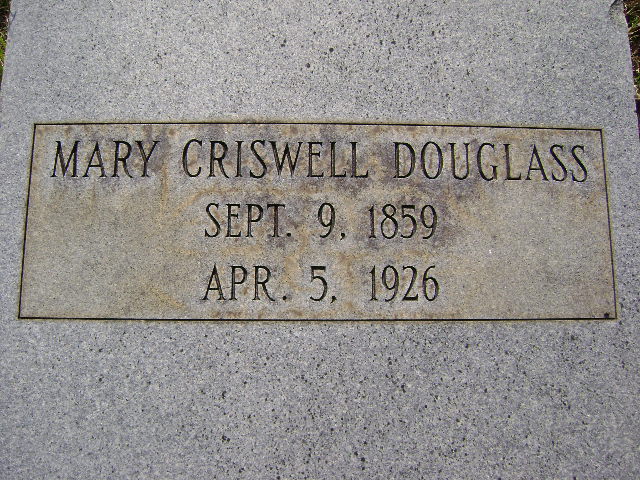 MARY CRISWELL DOUGLASS
SEPT. 9, 1859
APR. 5, 1926